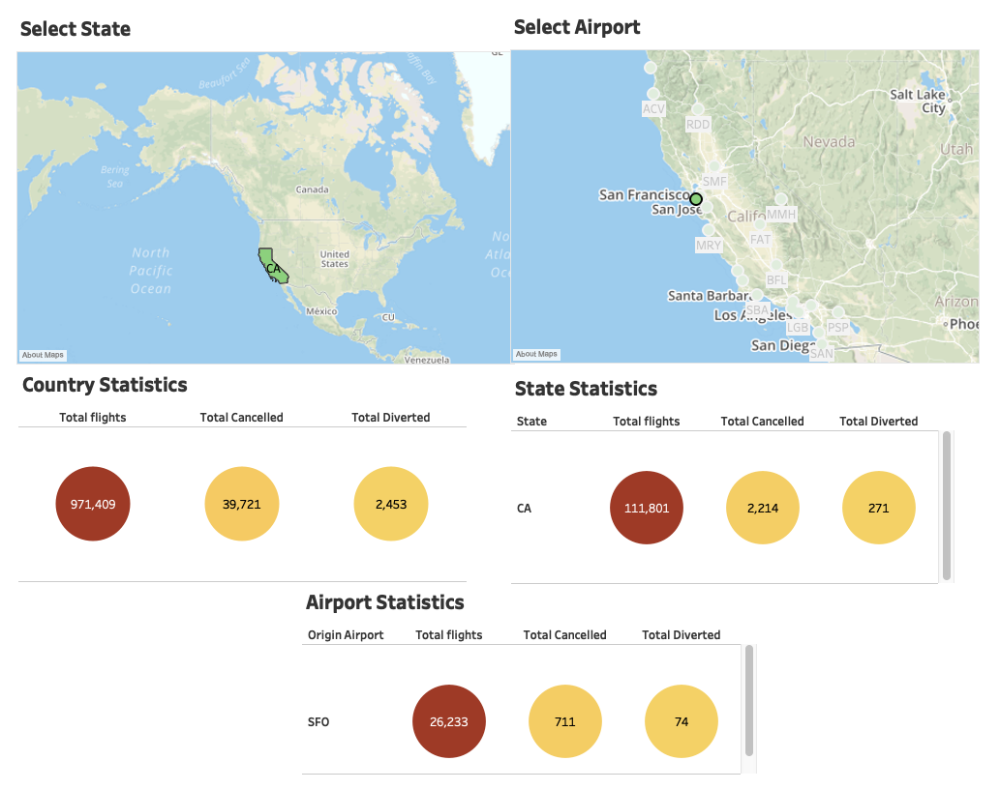 Select State
Select Airport
GL
Beaufort Sea
ffin Bay
Bering
Sea
Canada
North
Pacific
Ocean
United
States
No
Atla
Oc
CA
México
CU
Venezuela
About Maps
ACV
RDD
Salt Lake
City
Nevada
Utah
SMF
San Francisco
San Jose
Califo
MMH
MRY
FAT
BFL
Santa Barbar
SBA
Los Angeles
LGB
PSP
Arizon
Phoe
San Dieg
SAN
About Maps
Country Statistics
Total flights Total Cancelled Total Diverted
971,409 39,721 2,453
State Statistics
State Total flights Total Cancelled Total Diverted
CA 111,801 2,214 271
Airport Statistics
Origin Airport Total flights Total Cancelled Total Diverted
SFO 26,233 711 74